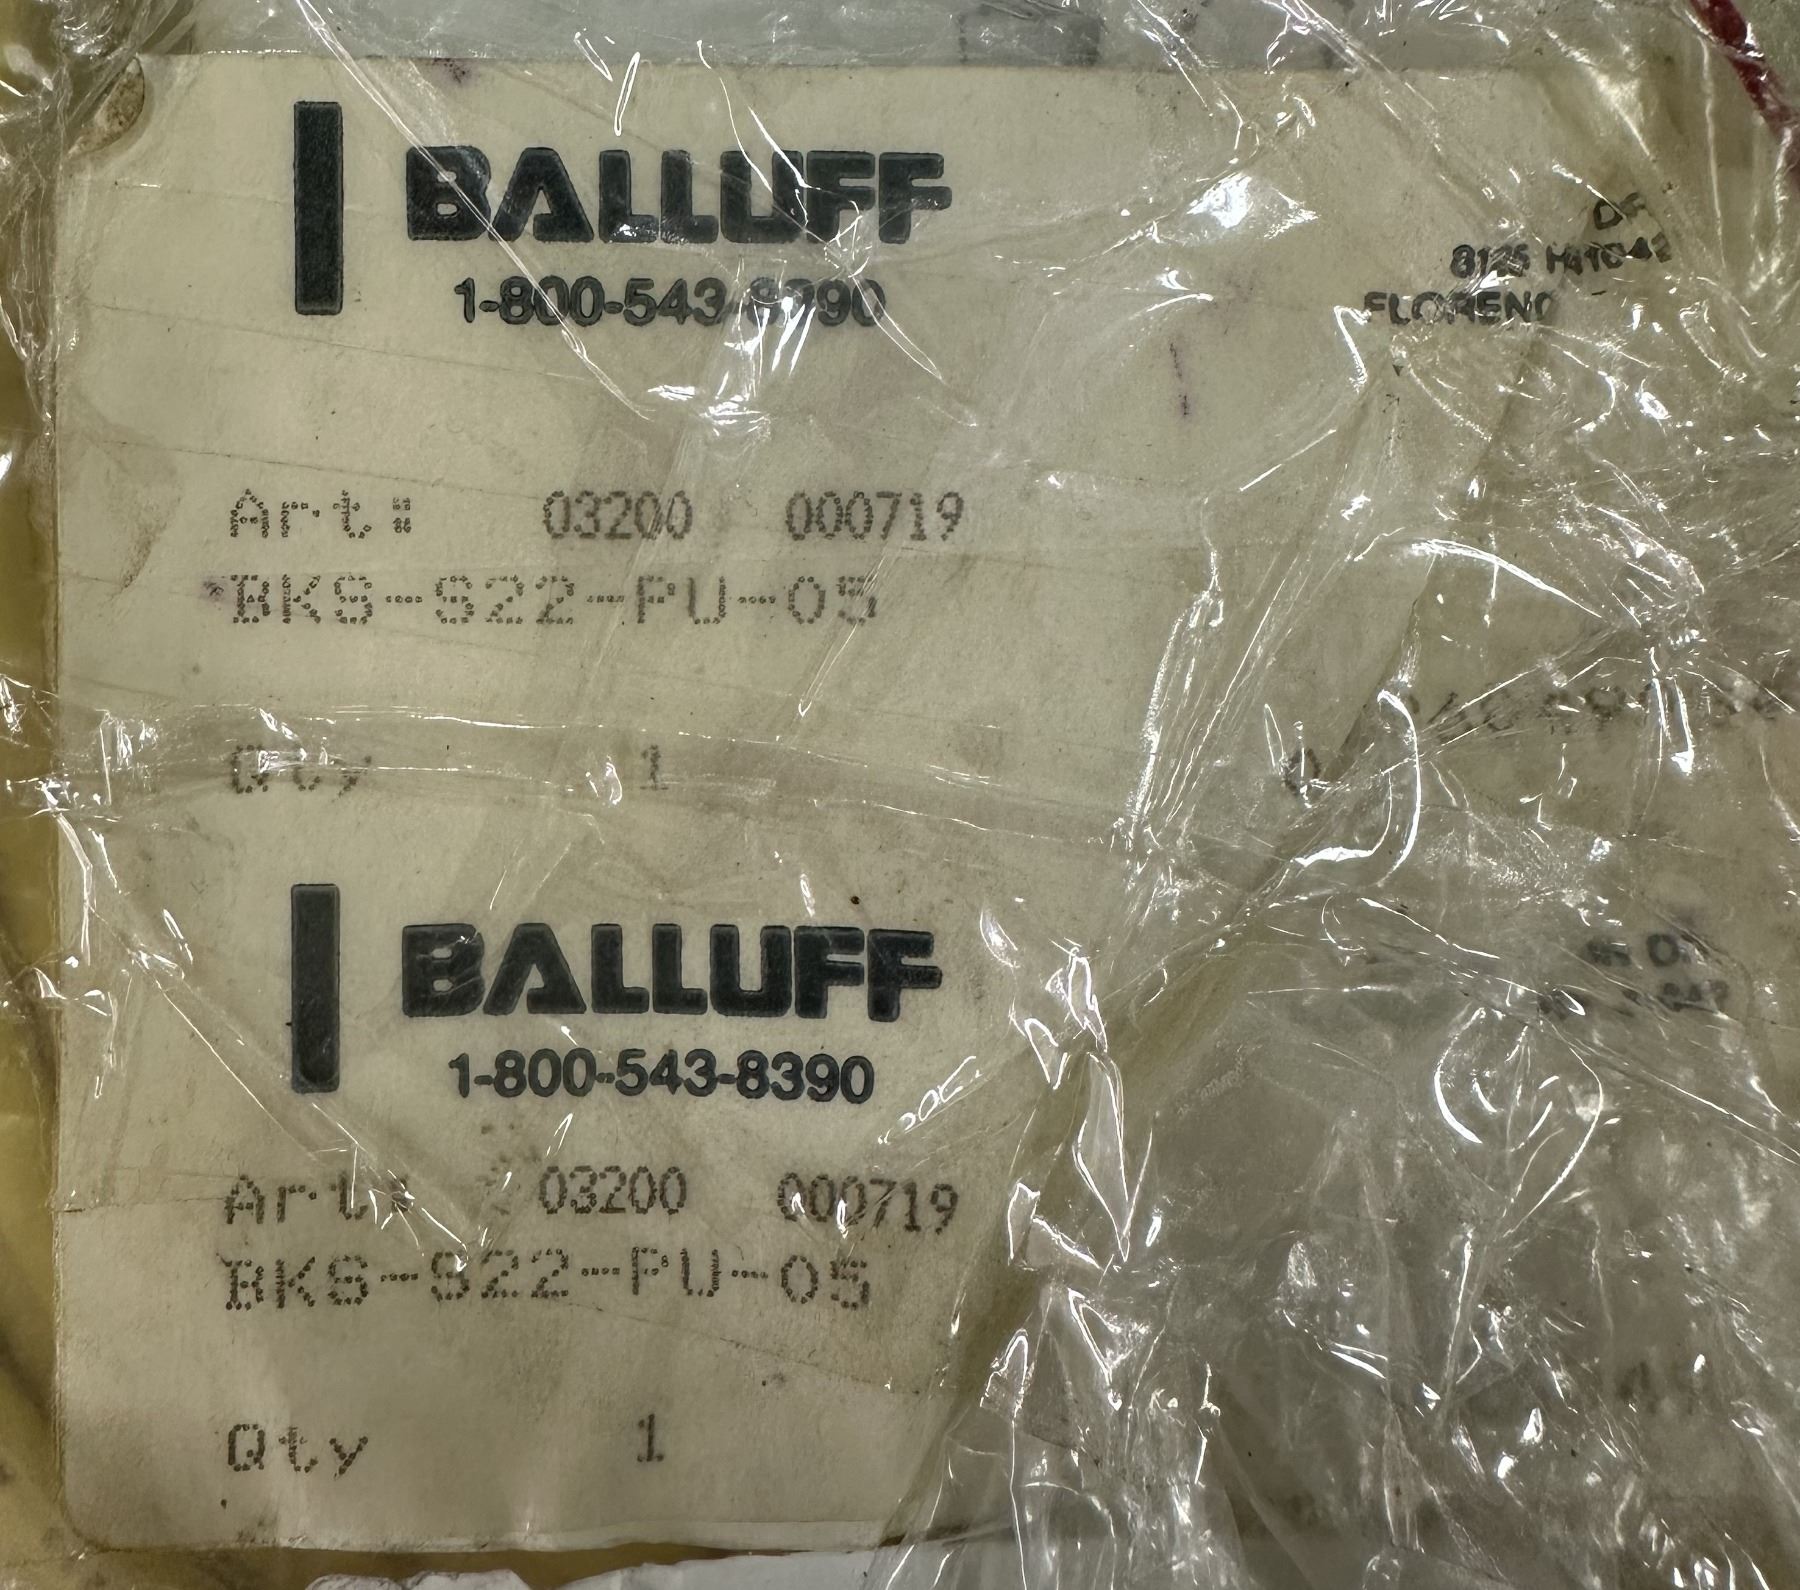 BALLUFF
1-800-543-8390
FLORENC
Art: 03200 000719
BKS-S22-PU-05
Qty 1
BALLUFF
1-800-543-8390
Art: 03200 000719
BKS-S22-PU-05
Qty 1